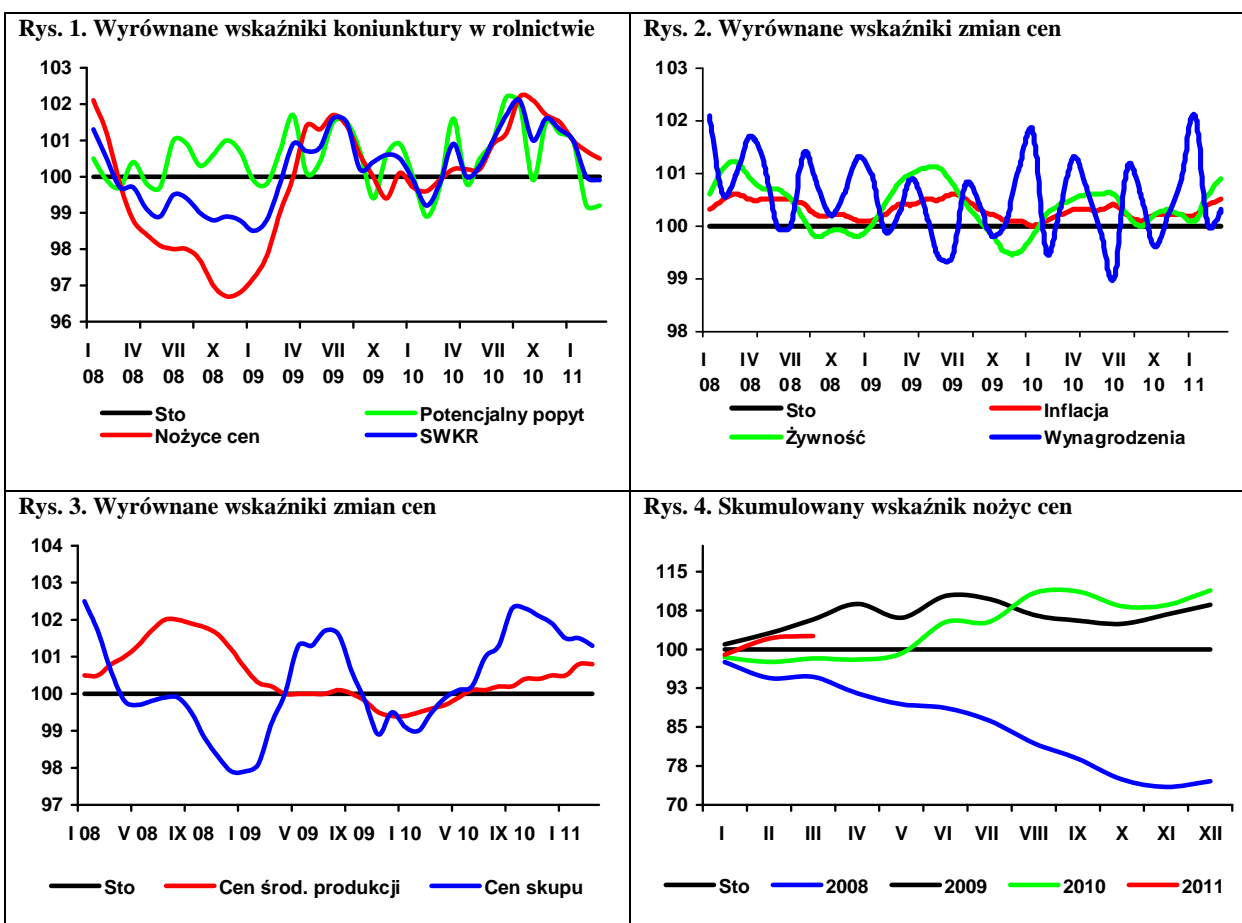 Rys. 1. Wyrównane wskaźniki koniunktury w rolnictwie
103
102
101
100
99
98
97
96
I IV VII X I IV VII X I IV VII X I
08 08 08 08 09 09 09 09 10 10 10 10 11
Sto Potencjalny popyt
Nożyce cen SWKR
Rys. 2. Wyrównane wskaźniki zmian cen
103
102
101
100
99
98
I IV VII X I IV VII X I IV VII X I
08 08 08 08 09 09 09 09 10 10 10 10 11
Sto Inflacja
Żywność Wynagrodzenia
Rys. 3. Wyrównane wskaźniki zmian cen
104
103
102
101
100
99
98
97
I 08 V 08 IX 08 I 09 V 09 IX 09 I 10 V 10 IX 10 I 11
Sto Cen środ. produkcji Cen skupu
Rys. 4. Skumulowany wskaźnik nożyc cen
115
108
100
93
85
78
70
I II III IV V VI VII VIII IX X XI XII
Sto 2008 2009 2010 2011